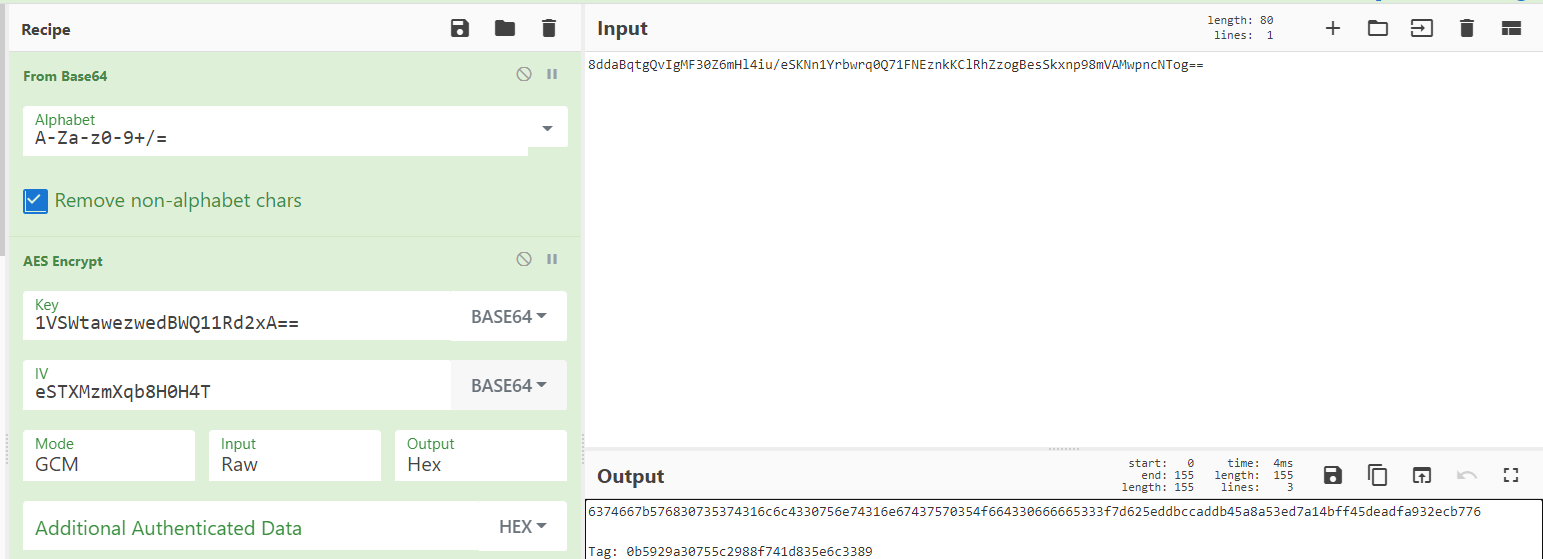 Recipe
From Base64
Alphabet
A-Za-z0-9+/=
Remove non-alphabet chars
AES Encrypt
Key
1VSWtawezwedBWQ11Rd2xA==
BASE64
IV
eSTXMzmXqb8H0H4T
BASE64
Mode
GCM
Input
Raw
Output
Hex
Additional Authenticated Data
HEX
Input
length: 80
lines: 1
8ddaBqtgQvIgMF30Z6mHl4iu/eSKNn1Yrbwrq0Q71FNEznkKClRhZzogBesSkxnp98mVAMwpncNTog==
Output
start: 0
end: 155
length: 155
time: 4ms
length: 155
lines: 3
6374667b576830735374316c6c4330756e74316e67437570354f664330666665333f7d625eddbccaddb45a8a53ed7a14bff45deadfa932ecb776
Tag: 0b5929a30755c2988f741d835e6c3389